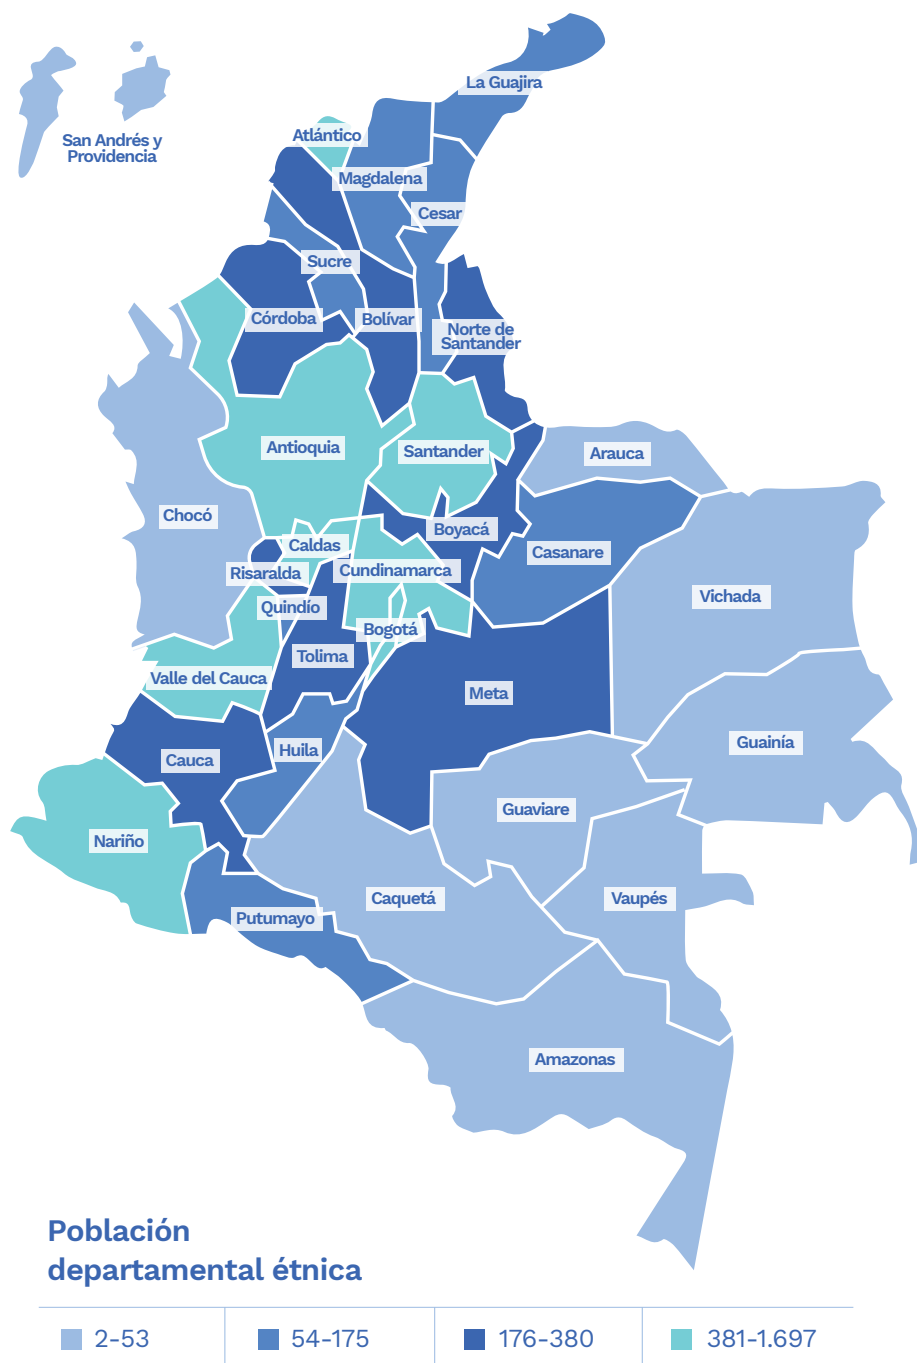 La Guajira
Atlántico
San Andrés y
Providencia
Magdalena
Cesar
Sucre
Córdoba
Bolívar
Norte de
Santander
Antioquia
Santander
Arauca
Chocó
Boyacá
Caldas
Casanare
Risaralda
Cundinamarca
Vichada
Quindío
Bogotá
Tolima
Valle del Cauca
Meta
Guainía
Huila
Cauca
Guaviare
Nariño
Caquetá
Vaupés
Putumayo
Amazonas
Población
departamental étnica
2-53
54-175
176-380
381-1.697